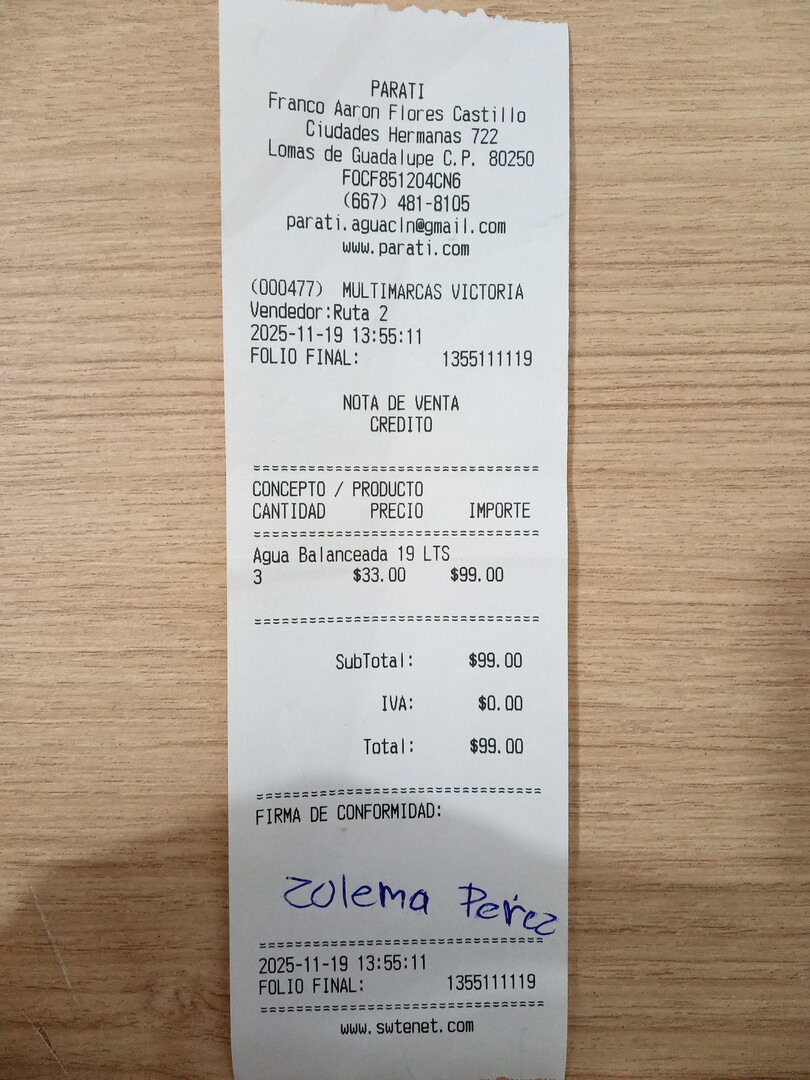 PARATI
Franco Aaron Flores Castillo
Ciudades Hermanas 722
Lomas de Guadalupe C.P. 80250
FOCF851204CN6
(667) 481-8105
parati.aguacln@gmail.com
www.parati.com
(000477) MULTIMARCAS VICTORIA
Vendedor:Ruta 2
2025-11-19 13:55:11
FOLIO FINAL: 1355111119
NOTA DE VENTA
CREDITO
==============================
CONCEPTO / PRODUCTO
CANTIDAD PRECIO IMPORTE
==============================
Agua Balanceada 19 LTS
3 $33.00 $99.00
==============================
SubTotal: $99.00
IVA: $0.00
Total: $99.00
==============================
FIRMA DE CONFORMIDAD:
zulema Pérez
==============================
2025-11-19 13:55:11
FOLIO FINAL: 1355111119
==============================
www.swtenet.com